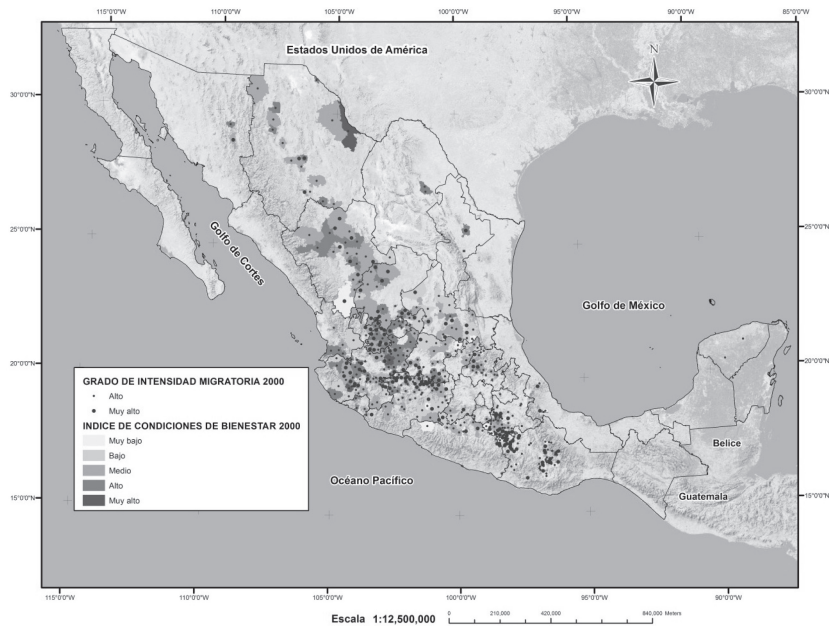 115°0'0"W 110°0'0"W 105°0'0"W 100°0'0"W 95°0'0"W 90°0'0"W 85°0'0"W
Estados Unidos de América
N
30°0'0"N 30°0'0"N
25°0'0"N 25°0'0"N
Golfo de Cortes
Golfo de México
20°0'0"N 20°0'0"N
GRADO DE INTENSIDAD MIGRATORIA 2000
Alto
Muy alto
INDICE DE CONDICIONES DE BIENESTAR 2000
Muy bajo
Bajo
Medio
Alto
Muy alto
Belice
Océano Pacifico
Guatemala
15°0'0"N 15°0'0"N
115°0'0"W 110°0'0"W 105°0'0"W 100°0'0"W 95°0'0"W 90°0'0"W
Escala 1:12,500,000 0 210,000 420,000 840,000 Meters